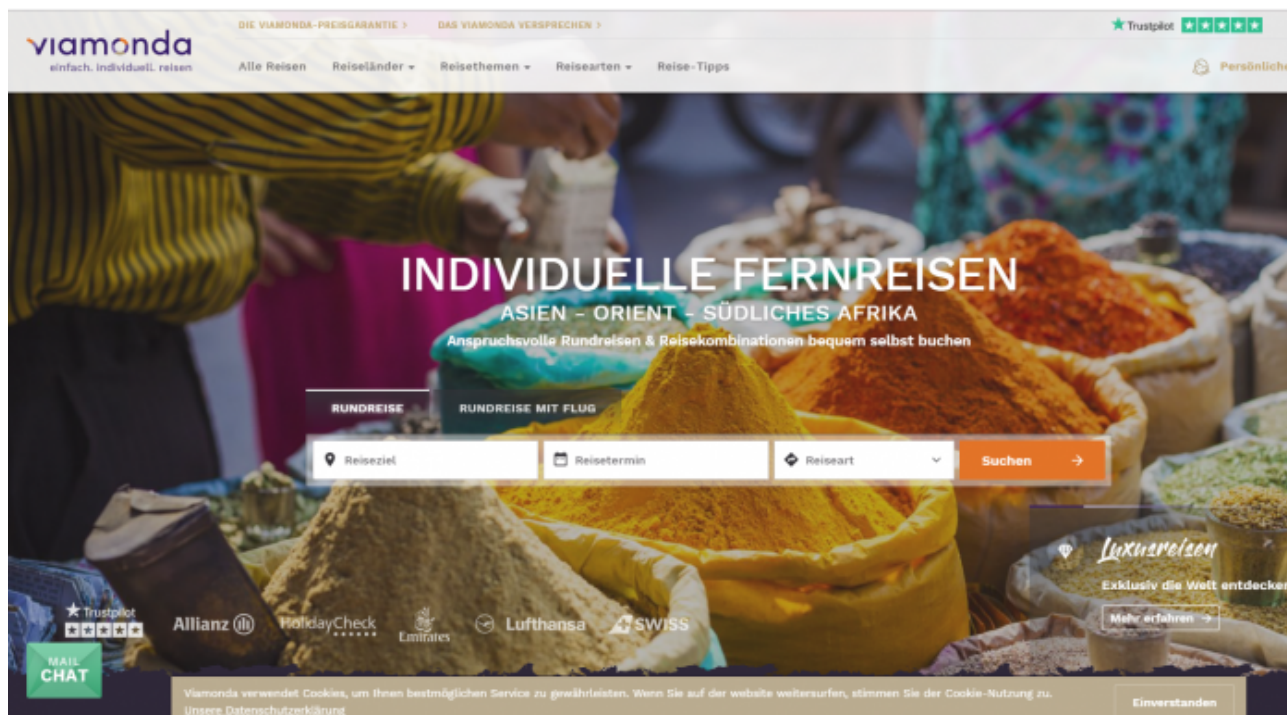 DIE VIAMONDA-PREISGARANTIE >
DAS VIAMONDA VERSPRECHEN >
Trustpilot
viamonda
einfach. individuell. reisen
Alle Reisen
Reiseländer
Reisethemen
Reisearten
Reise-Tipps
Persönliche
INDIVIDUELLE FERNREISEN
ASIEN - ORIENT - SÜDLICHES AFRIKA
Anspruchsvolle Rundreisen & Reisekombinationen bequem selbst buchen
RUNDREISE
RUNDREISE MIT FLUG
Reiseziel
Reisetermin
Reiseart
Suchen →
Luxusreisen
Exklusiv die Welt entdecken
Mehr erfahren →
Trustpilot
Allianz
HolidayCheck
Emirates
Lufthansa
SWISS
MAIL
CHAT
Viamonda verwendet Cookies, um Ihnen bestmöglichen Service zu gewährleisten. Wenn Sie auf der website weitersurfen, stimmen Sie der Cookie-Nutzung zu.
Unsere Datenschutzerklärung
Einverstanden